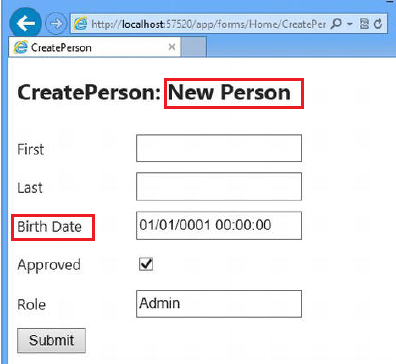 http://localhost:57520/app/forms/Home/CreatePer
CreatePerson
CreatePerson: New Person
First
Last
Birth Date 01/01/0001 00:00:00
Approved
Role Admin
Submit